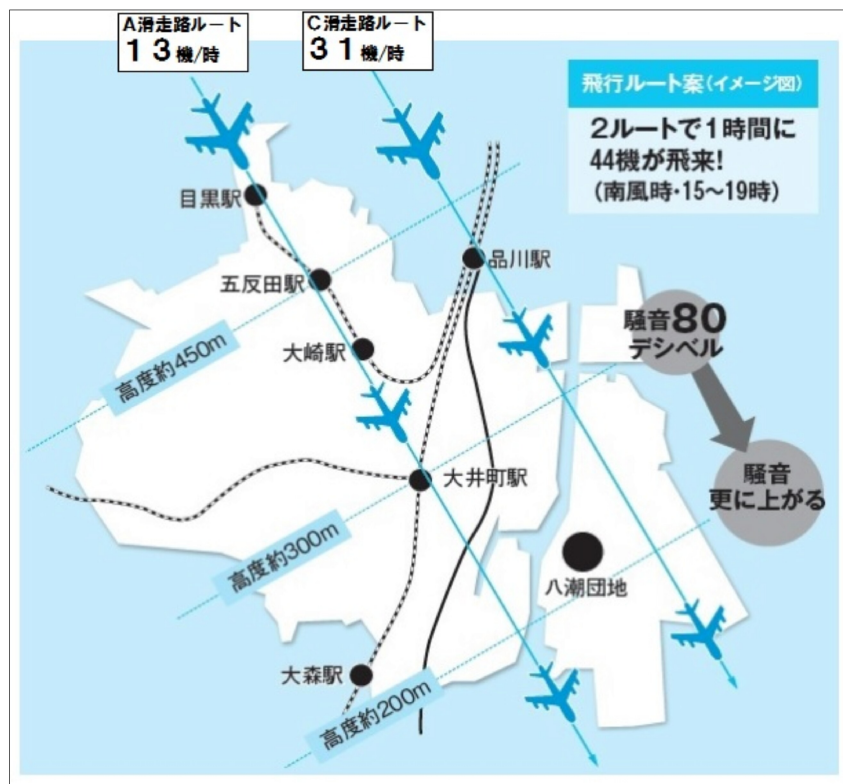 A滑走路ルート
13機/時
C滑走路ルート
31機/時
飛行ルート案(イメージ図)
2ルートで1時間に
44機が飛来!
(南風時・15〜19時)
目黒駅
品川駅
五反田駅
騒音80
デシベル
大崎駅
高度約450m
大井町駅
騒音
更に上がる
高度約300m
八潮団地
大森駅
高度約200m